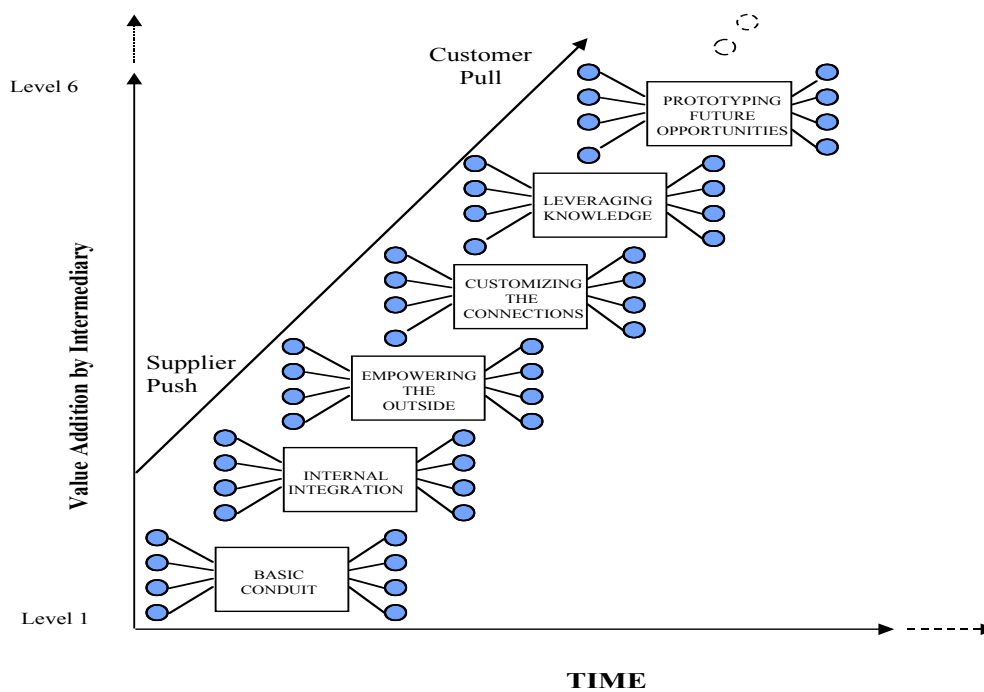 Customer
Pull
Level 6
PROTOTYPING
FUTURE
OPPORTUNITIES
LEVERAGING
KNOWLEDGE
CUSTOMIZING
THE
CONNECTIONS
Value Addition by Intermediary
Supplier
Push
EMPOWERING
THE
OUTSIDE
INTERNAL
INTEGRATION
BASIC
CONDUIT
Level 1
TIME